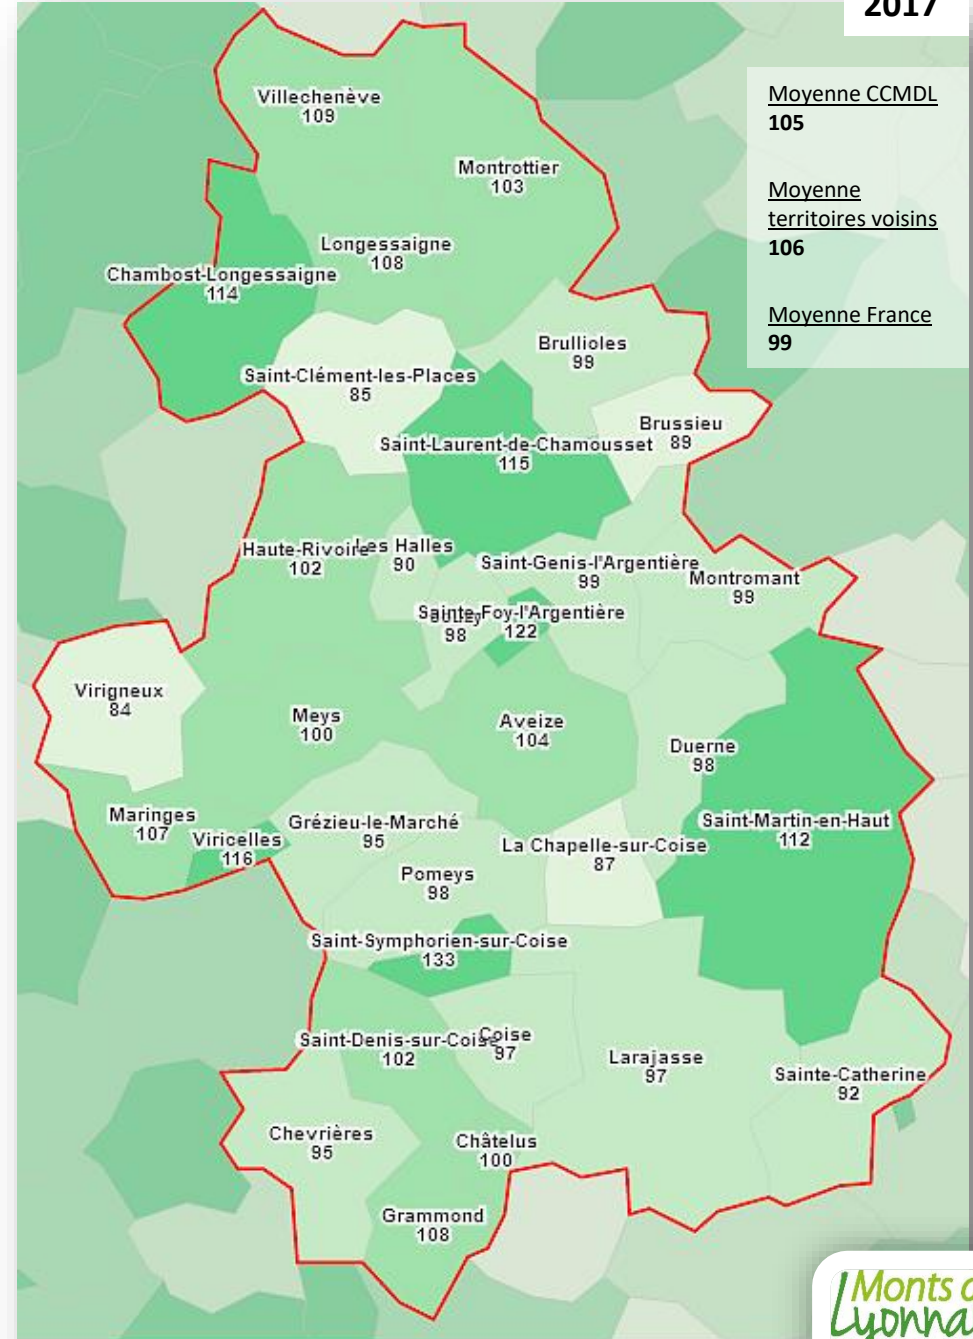 2017
Moyenne CCMDL
105
Moyenne
territoires voisins
106
Moyenne France
99
Villechenève
109
Montrottier
103
Longessaigne
108
Chambost-Longessaigne
114
Brullioles
99
Saint-Clément-les-Places
85
Brussieu
89
Saint-Laurent-de-Chamousset
115
Haute-Rivoire
102
Les Halles
90
Saint-Genis-l'Argentière
99
Montromant
99
Sainte-Foy-l'Argentière
122
98
Virigneux
84
Meys
100
Aveize
104
Duerne
98
Maringes
107
Viricelles
116
Grézieu-le-Marché
95
La Chapelle-sur-Coise
87
Saint-Martin-en-Haut
112
Pomeys
98
Saint-Symphorien-sur-Coise
133
Saint-Denis-sur-Coise
102
Coise
97
Larajasse
97
Sainte-Catherine
92
Chevrières
95
Châtelus
100
Grammond
108
Monts
Lyonna